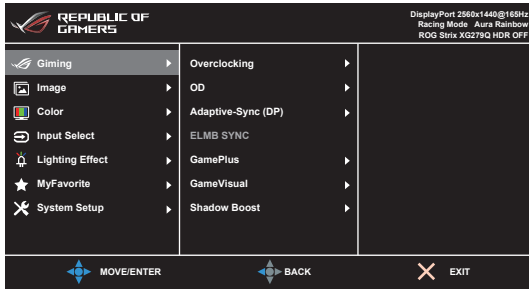 REPUBLIC OF
GAMERS
DisplayPort 2560x1440@165Hz
Racing Mode Aura Rainbow
ROG Strix XG279Q HDR OFF
Giming
Image
Color
Input Select
Lighting Effect
MyFavorite
System Setup
Overclocking
OD
Adaptive-Sync (DP)
ELMB SYNC
GamePlus
GameVisual
Shadow Boost
MOVE/ENTER
BACK
EXIT